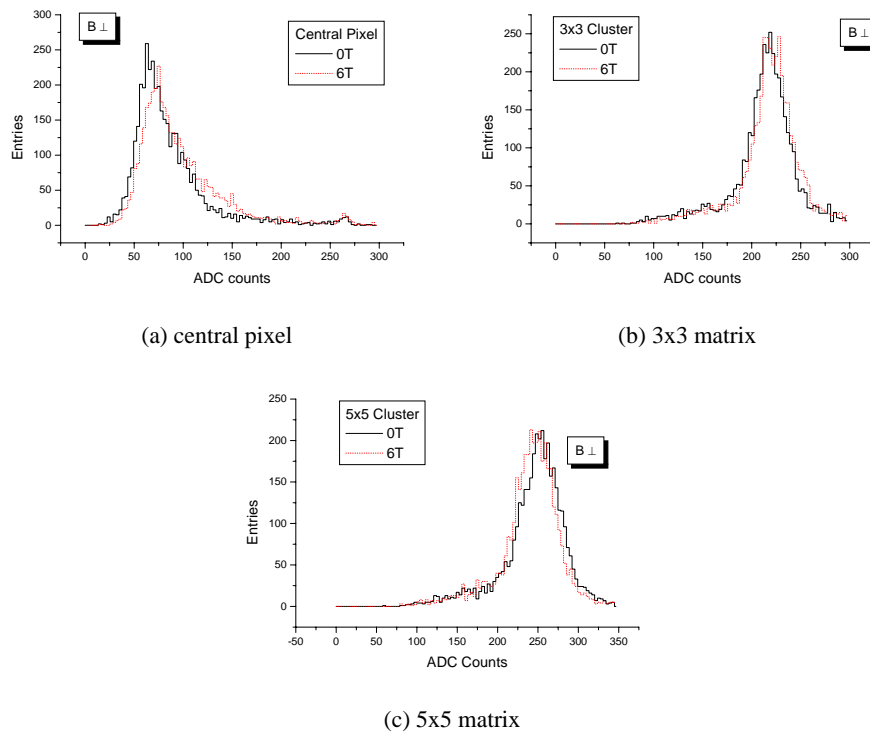 B ⊥
Central Pixel
0T
6T
300
250
200
150
100
50
0
Entries
0 50 100 150 200 250 300
ADC counts
(a) central pixel
3x3 Cluster
0T
6T
B ⊥
250
200
150
100
50
0
Entries
0 50 100 150 200 250 300
ADC counts
(b) 3x3 matrix
5x5 Cluster
0T
6T
B ⊥
250
200
150
100
50
0
Entries
-50 0 50 100 150 200 250 300 350
ADC Counts
(c) 5x5 matrix